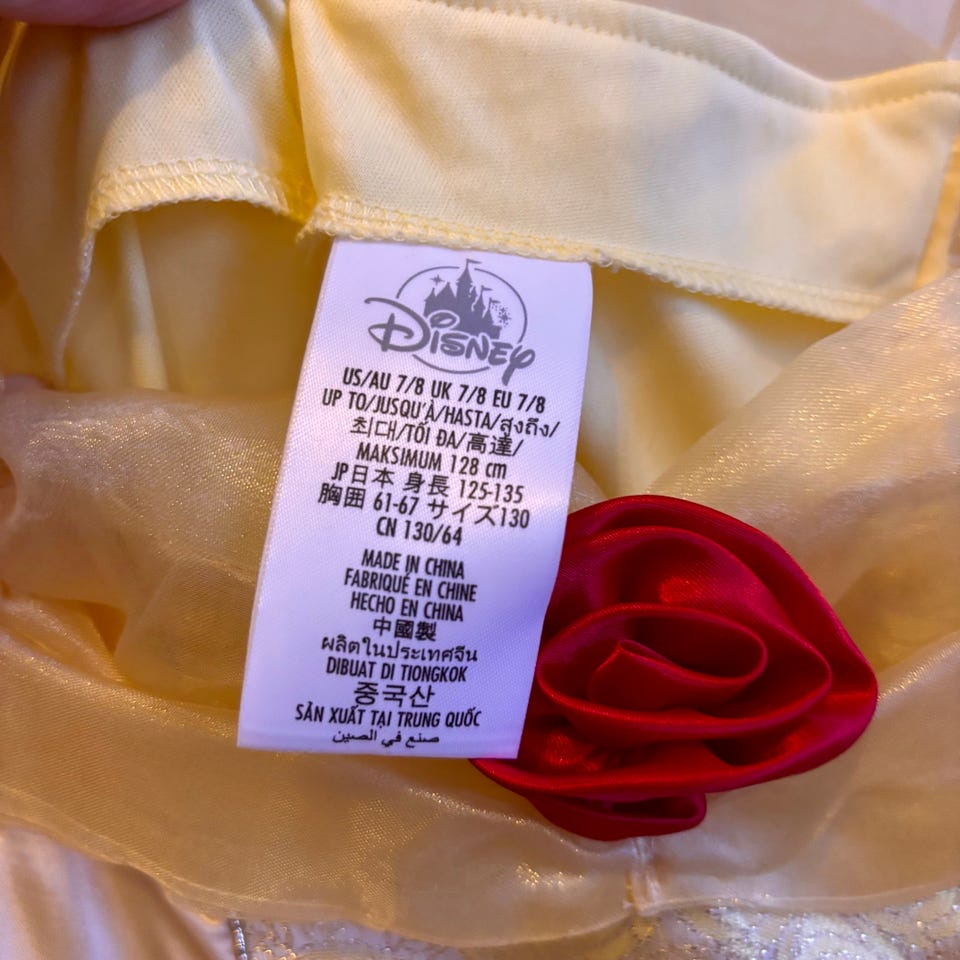 Disney
US/AU 7/8 UK 7/8 EU 7/8
UP TO/JUSQU'À/HASTA/สูงถึง/
최대/TỐI ĐA/高達/
MAKSIMUM 128 cm
JP日本 身長 125-135
胸囲 61-67 サイズ130
CN 130/64
MADE IN CHINA
FABRIQUÉ EN CHINE
HECHO EN CHINA
中國製
ผลิตในประเทศจีน
DIBUAT DI TIONGKOK
중국산
SẢN XUẤT TẠI TRUNG QUỐC
صنع في الصين